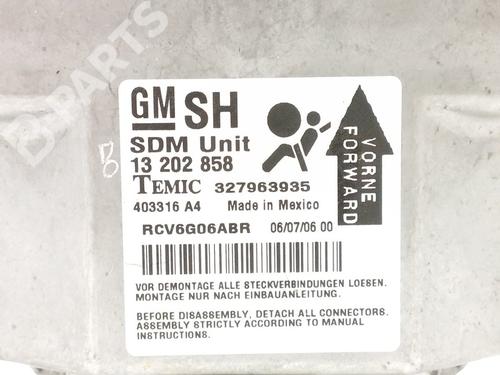 B-PARTS
GM SH
SDM Unit
13 202 858
TEMIC 327963935
403316 A4 Made in Mexico
VORNE
FORWARD
RCV6G06ABR 06/07/06 00
VOR DEMONTAGE ALLE STECKVERBINDUNGEN LOESEN.
MONTAGE NUR NACH EINBAUANLEITUNG.
BEFORE DISASSEMBLY, DETACH ALL CONNECTORS.
ASSEMBLY STRICTLY ACCORDING TO MANUAL
INSTRUCTIONS.